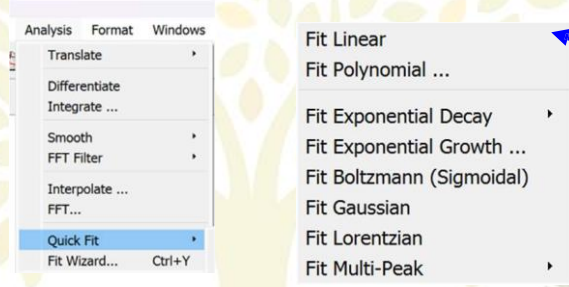 Analysis Format Windows
Translate
Differentiate
Integrate ...
Smooth
FFT Filter
Interpolate ...
FFT...
Quick Fit
Fit Wizard... Ctrl+Y
Fit Linear
Fit Polynomial ...
Fit Exponential Decay
Fit Exponential Growth ...
Fit Boltzmann (Sigmoidal)
Fit Gaussian
Fit Lorentzian
Fit Multi-Peak